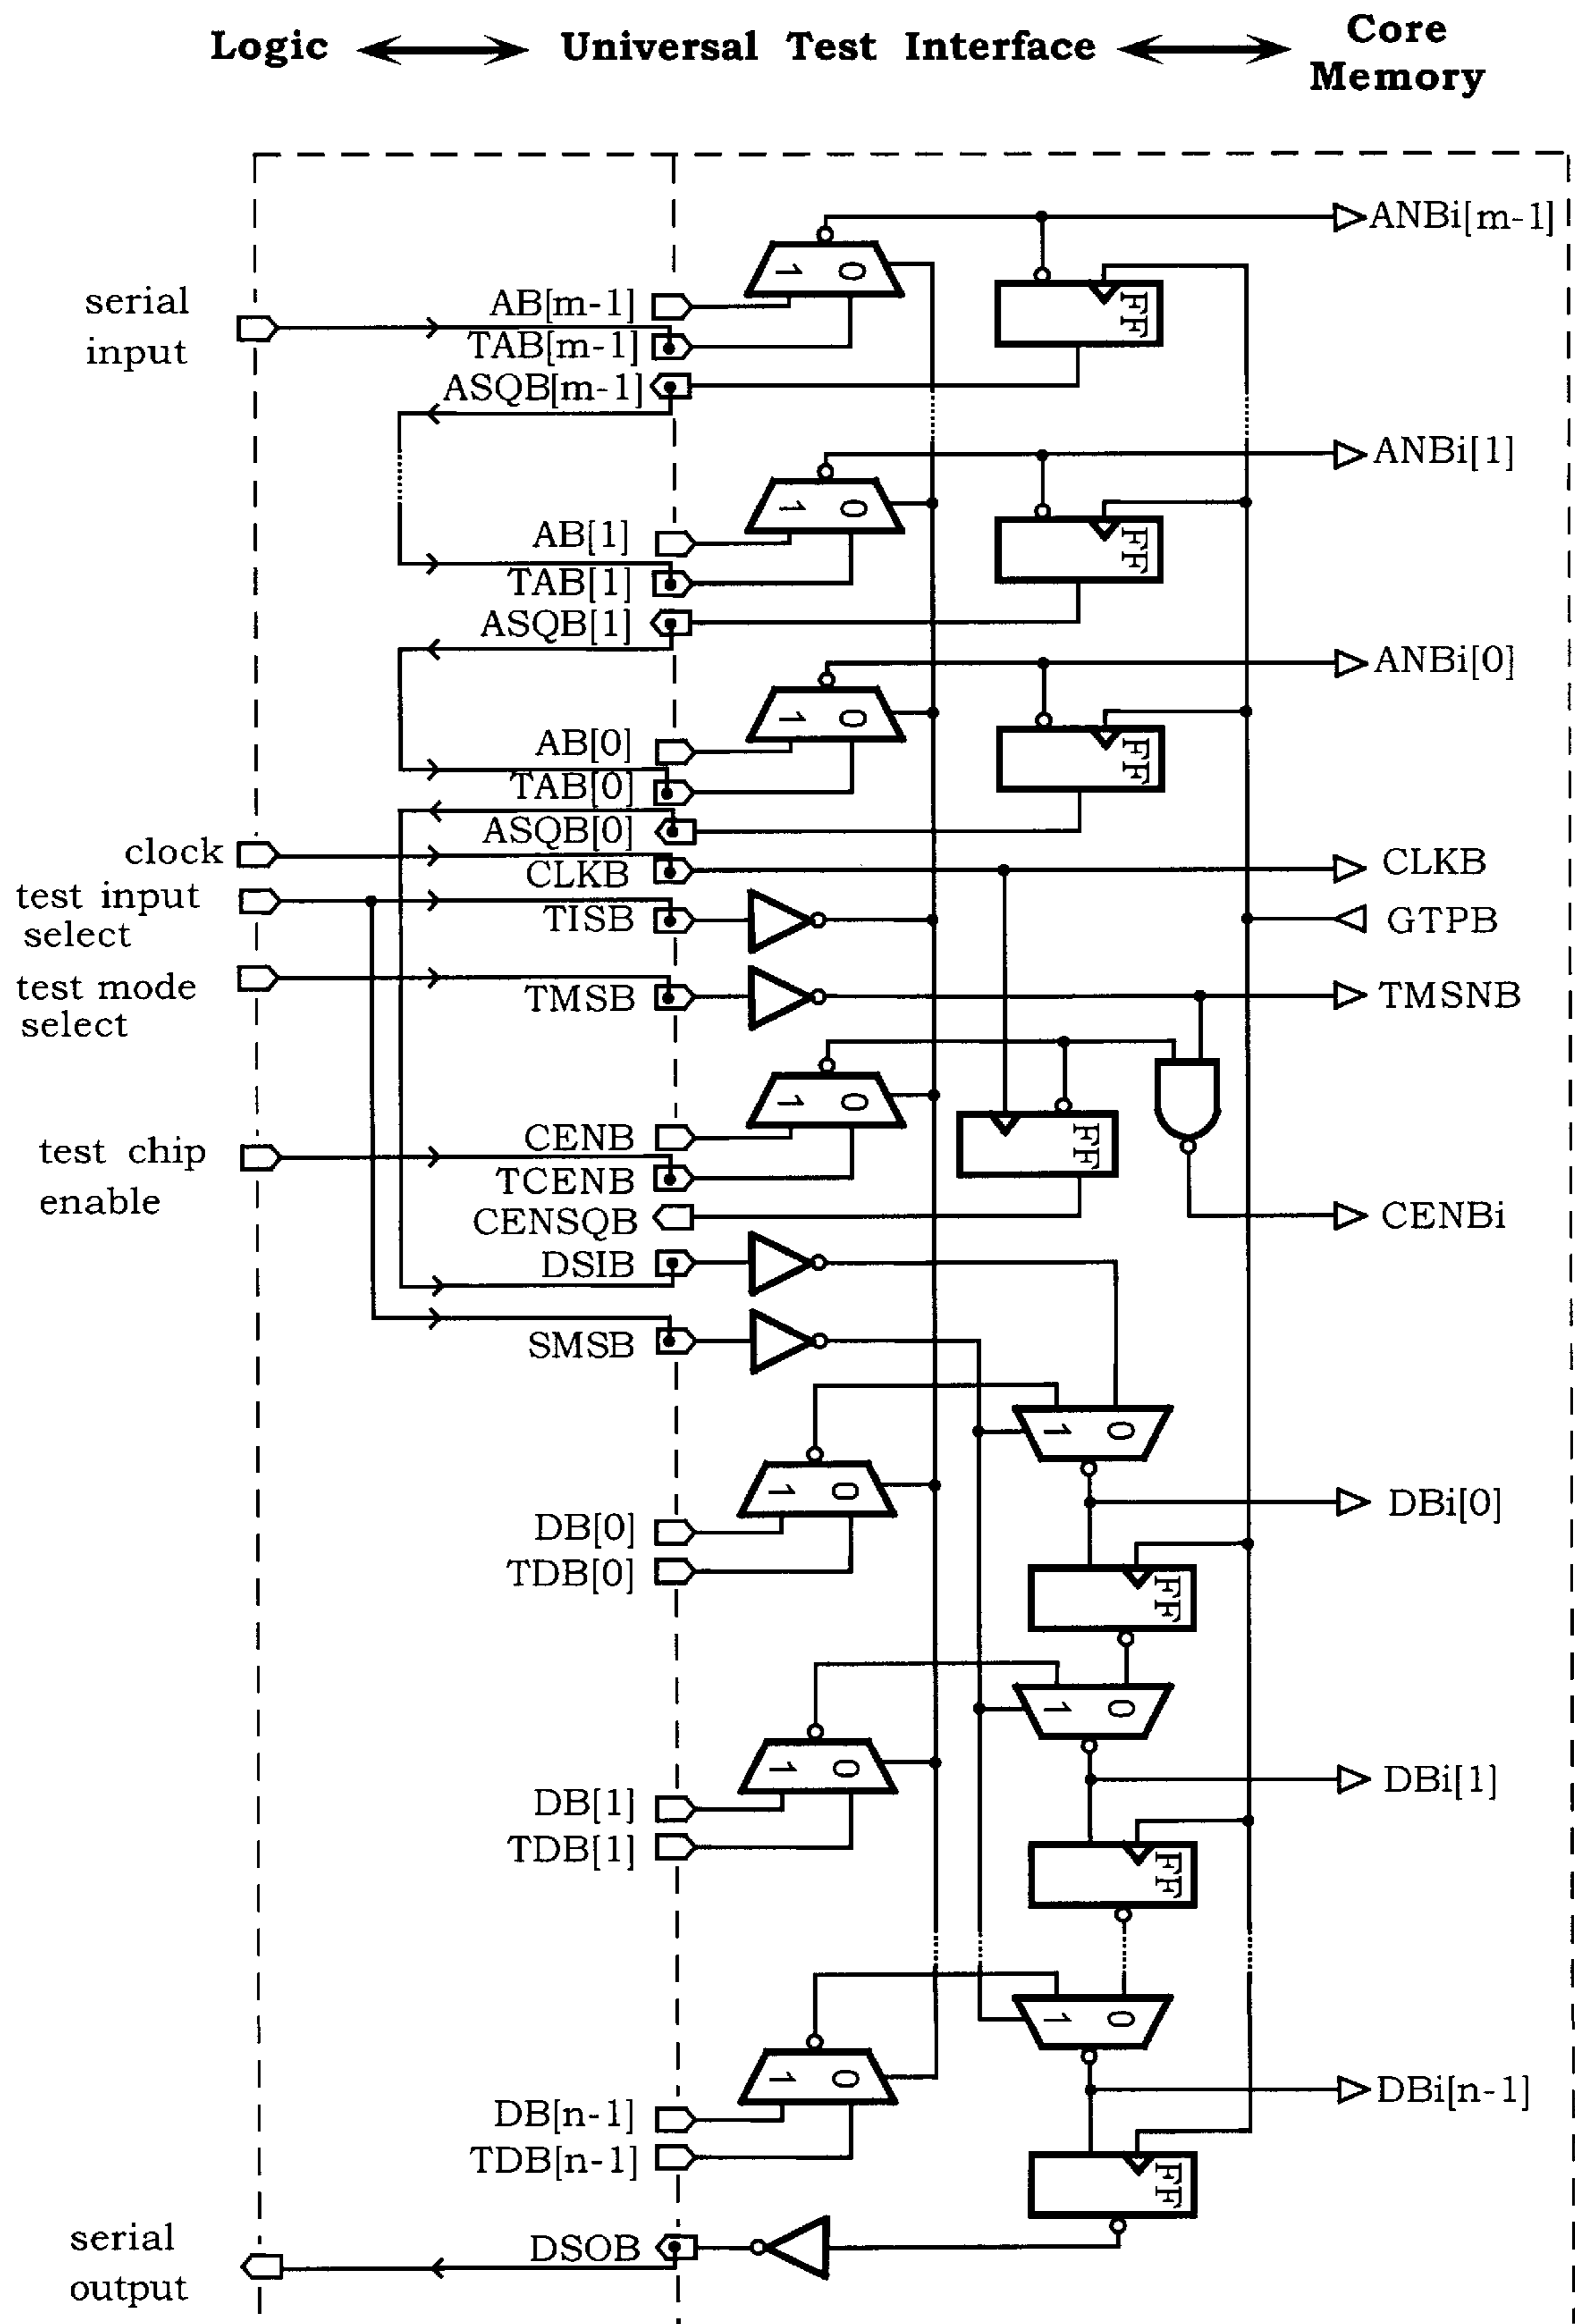 Logic Universal Test Interface Core Memory
ANBi[m-1]
1 0
FF
serial input
AB[m-1]
TAB[m-1]
ASQB[m-1]
ANBi[1]
1 0
FF
AB[1]
TAB[1]
ASQB[1]
ANBi[0]
1 0
FF
AB[0]
TAB[0]
ASQB[0]
clock
CLKB
CLKB
test input select
TISB
GTPB
test mode select
TMSB
TMSNB
1 0
FF
test chip enable
CENB
TCENB
CENSQB
CENBi
DSIB
SMSB
1 0
1 0
DBi[0]
DB[0]
TDB[0]
FF
1 0
1 0
DBi[1]
DB[1]
TDB[1]
FF
1 0
1 0
DBi[n-1]
DB[n-1]
TDB[n-1]
FF
serial output
DSOB